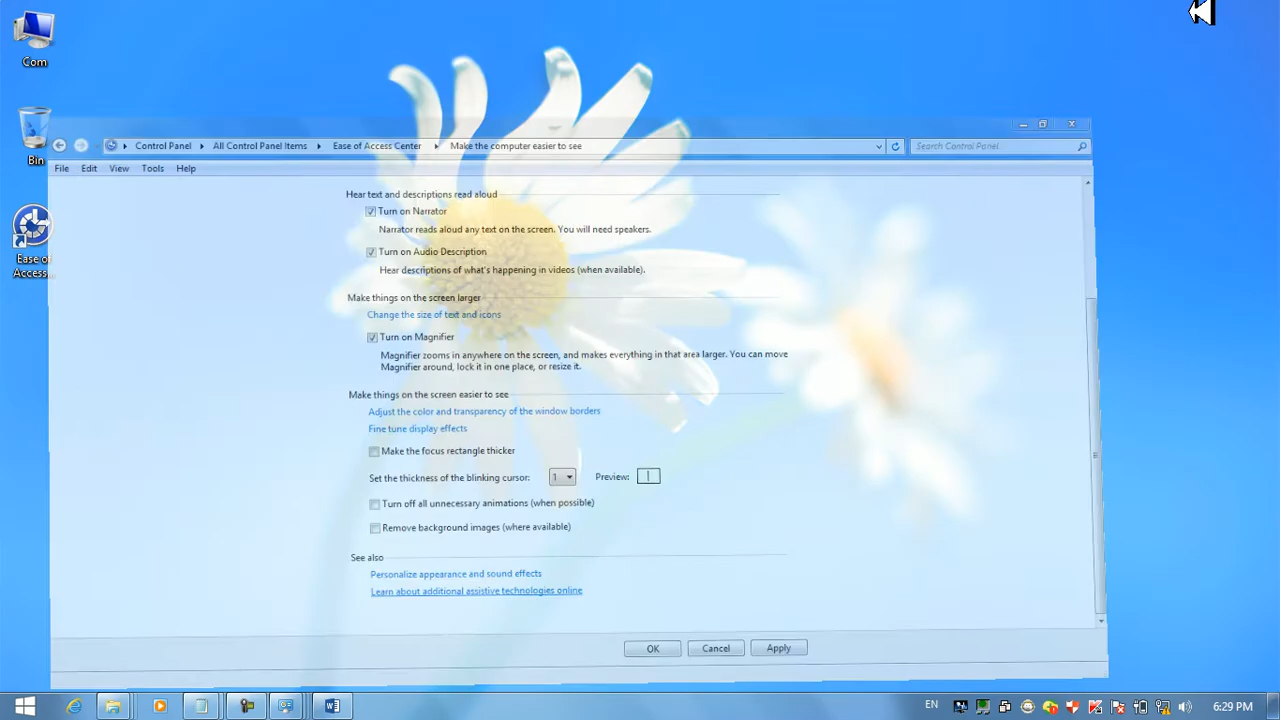 Com
Control Panel All Control Panel Items Ease of Access Center Make the computer easier to see Search Control Panel
Bin
File Edit View Tools Help
Hear text and descriptions read aloud
Turn on Narrator
Narrator reads aloud any text on the screen. You will need speakers.
Ease of
Access...
Turn on Audio Description
Hear descriptions of what's happening in videos (when available).
Make things on the screen larger
Change the size of text and icons
Turn on Magnifier
Magnifier zooms in anywhere on the screen, and makes everything in that area larger. You can move
Magnifier around, lock it in one place, or resize it.
Make things on the screen easier to see
Adjust the color and transparency of the window borders
Fine tune display effects
Make the focus rectangle thicker
Set the thickness of the blinking cursor: 1 Preview:
Turn off all unnecessary animations (when possible)
Remove background images (where available)
See also
Personalize appearance and sound effects
Learn about additional assistive technologies online
OK Cancel Apply
EN 6:29 PM